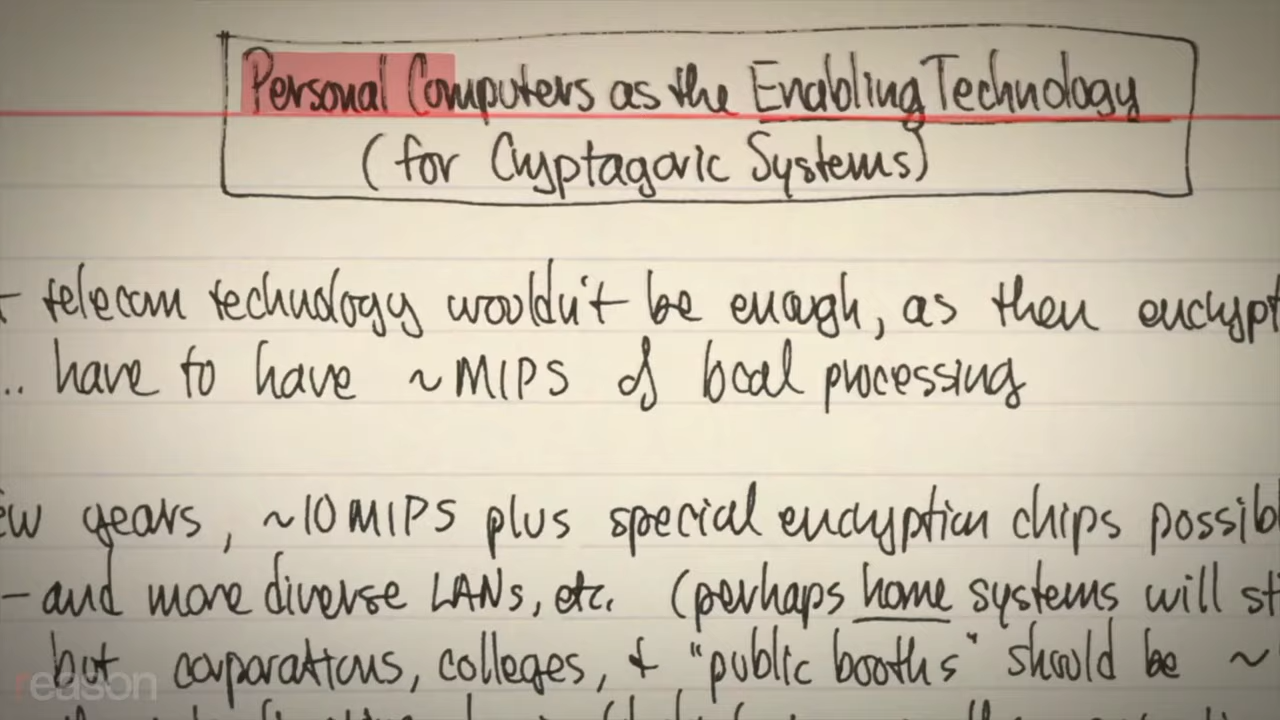 Personal Computers as the Enabling Technology
(for Cryptagoric Systems)
- telecom technology wouldn't be enough, as then encrypt
.. have to have ~MIPS of local processing
ew years, ~10 MIPS plus special encryption chips possib
- and more diverse LANs, etc. (perhaps home systems will st
but corporations, colleges, + "public booths" should be ~
reason